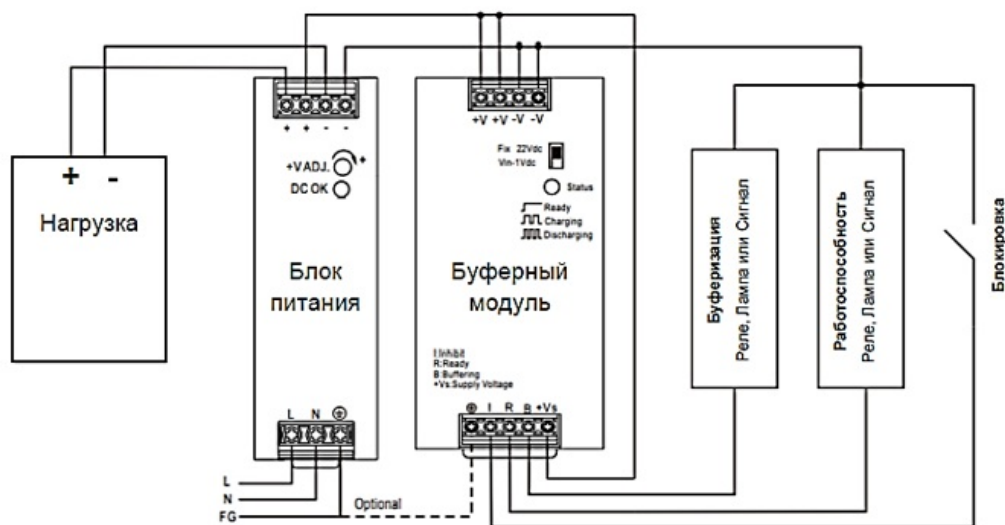 + -
Нагрузка
+ + - -
+V ADJ.
+
DC OK
Блок
питания
L N
L
N
FG
Optional
+V +V -V -V
Fix 22Vdc
Vin-1Vdc
Status
Ready
Charging
Discharging
Буферный
модуль
I:Inhibit
R:Ready
B:Buffering
+Vs:Supply Voltage
I R B +Vs
Буферизация
Реле, Лампа или Сигнал
Работоспособность
Реле, Лампа или Сигнал
Блокировка